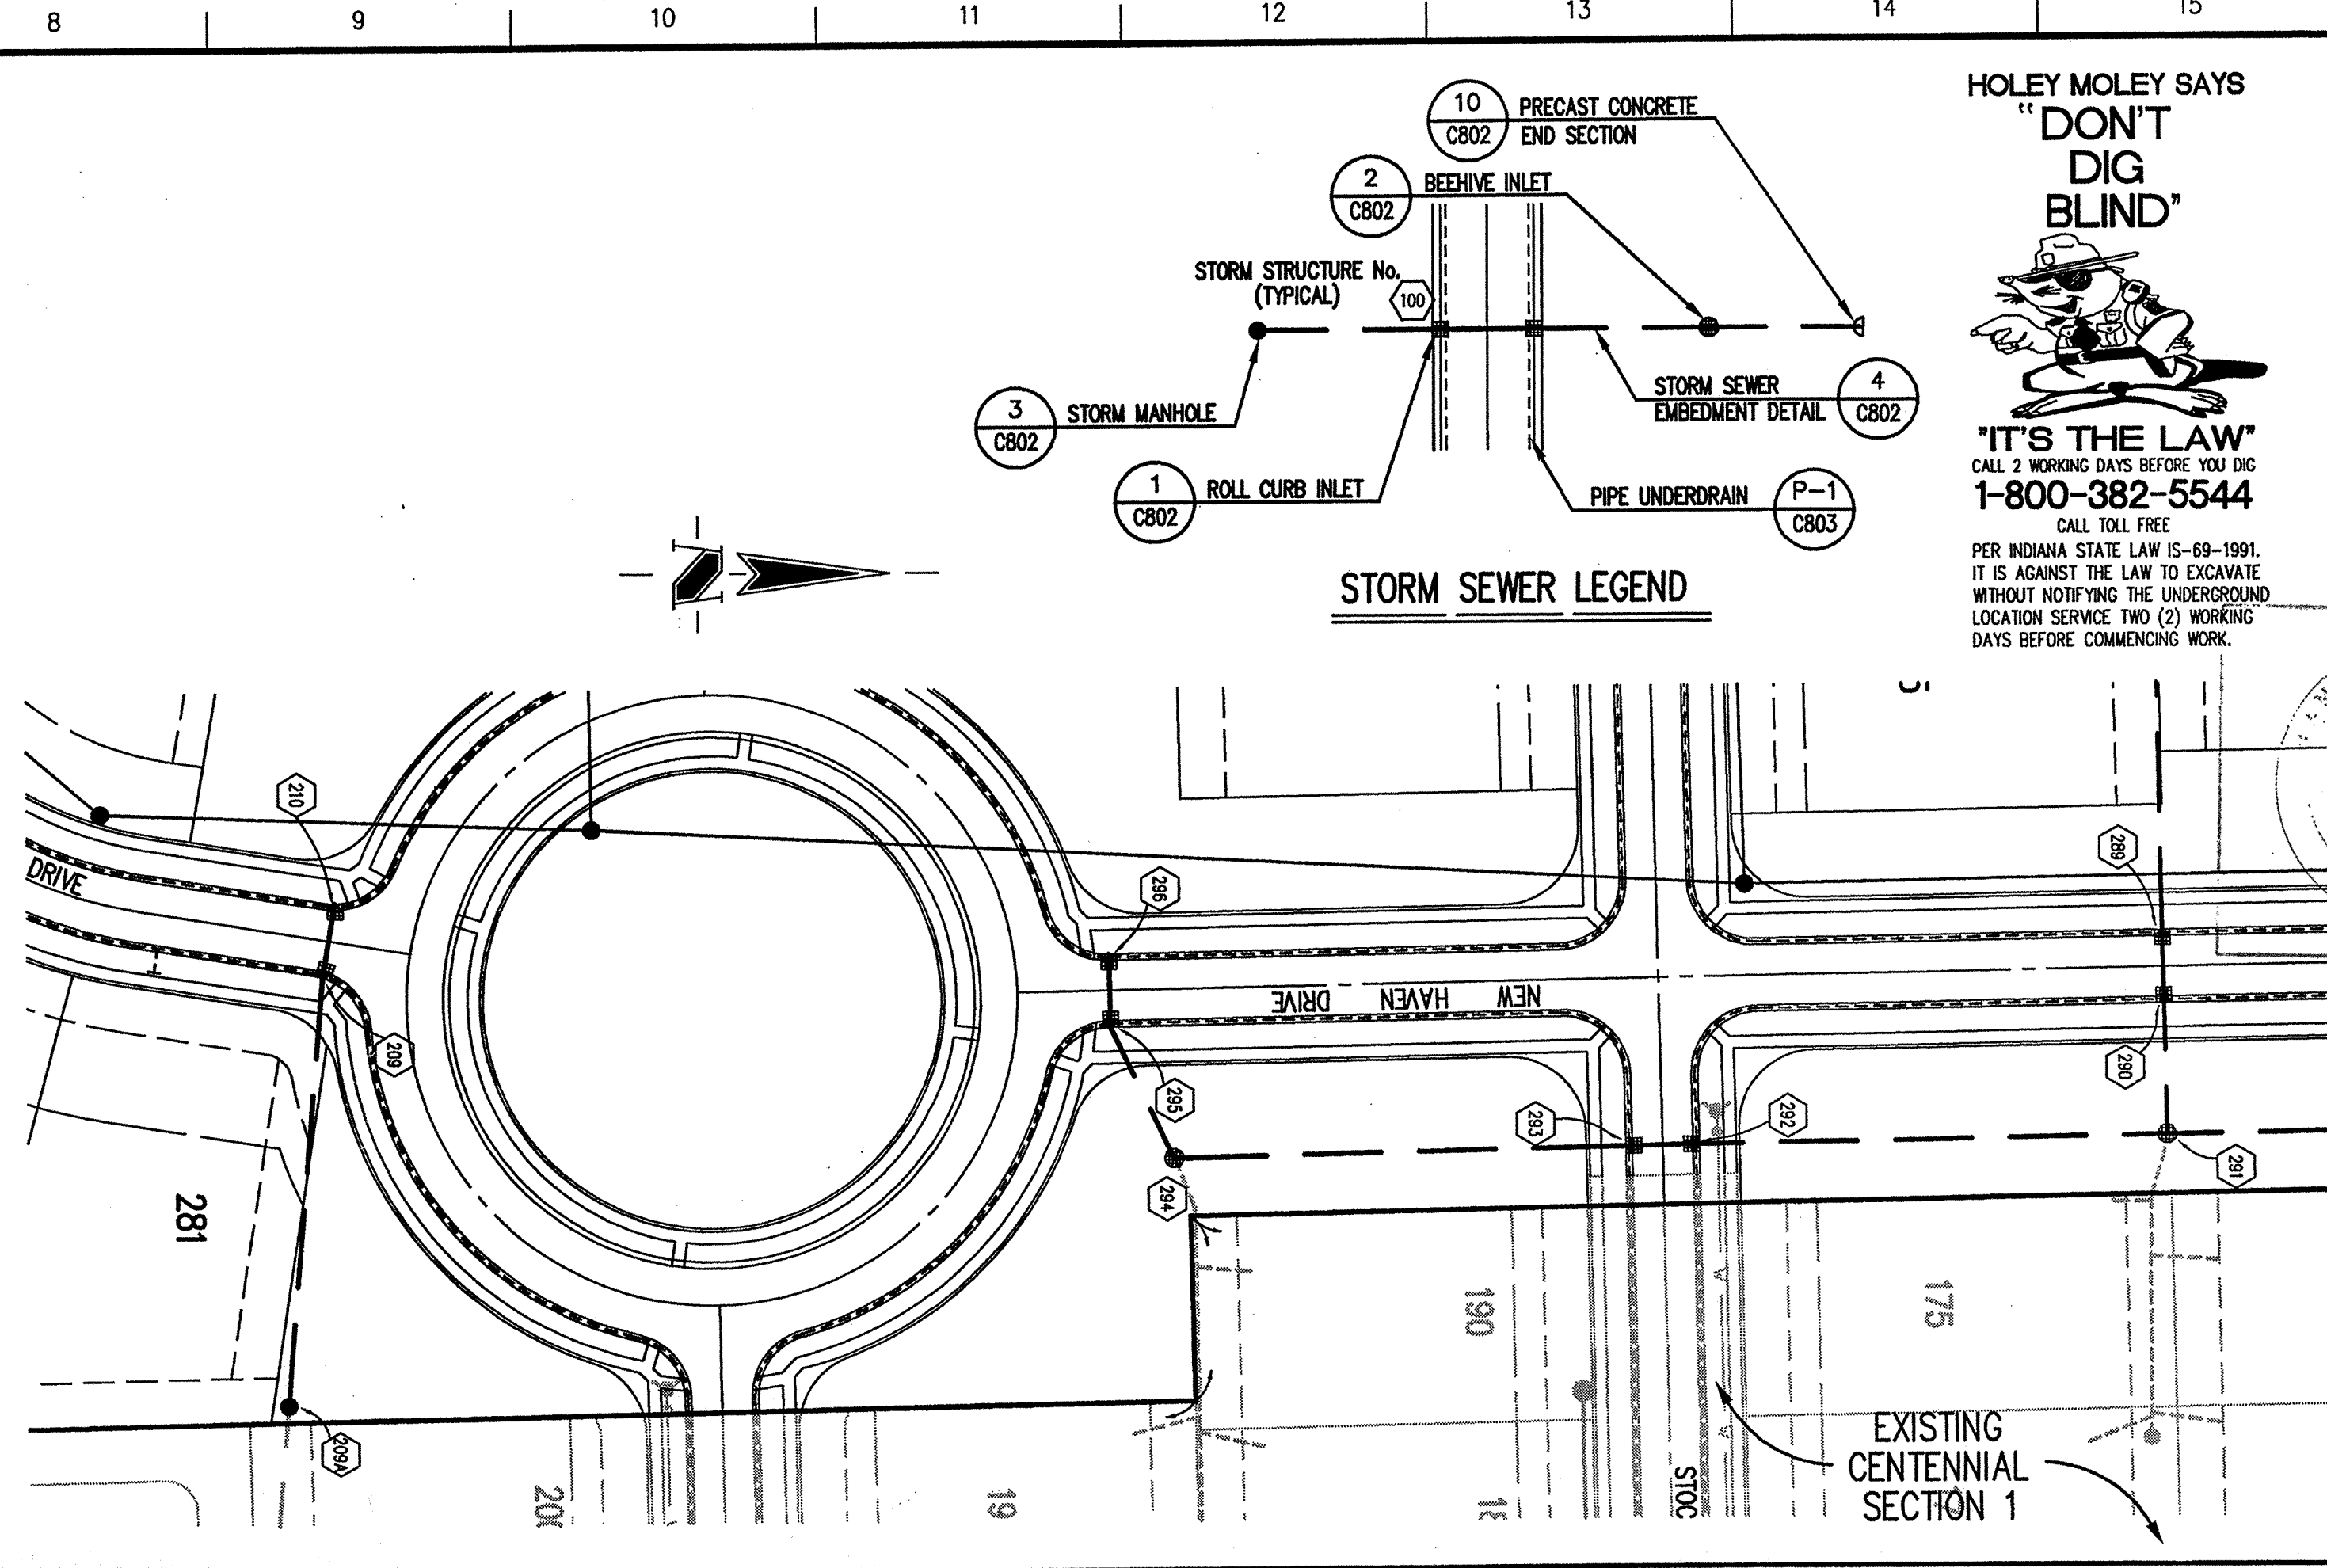 8 9 10 11 12 13 14 15
HOLEY MOLEY SAYS
"DON'T
DIG
BLIND"
"IT'S THE LAW"
CALL 2 WORKING DAYS BEFORE YOU DIG
1-800-382-5544
CALL TOLL FREE
PER INDIANA STATE LAW IS-69-1991.
IT IS AGAINST THE LAW TO EXCAVATE
WITHOUT NOTIFYING THE UNDERGROUND
LOCATION SERVICE TWO (2) WORKING
DAYS BEFORE COMMENCING WORK.
10
C802
PRECAST CONCRETE
END SECTION
2
C802
BEEHIVE INLET
STORM STRUCTURE No.
(TYPICAL)
100
3
C802
STORM MANHOLE
STORM SEWER
EMBEDMENT DETAIL
4
C802
1
C802
ROLL CURB INLET
PIPE UNDERDRAIN
P-1
C803
STORM SEWER LEGEND
210
DRIVE
296
289
NEW HAVEN DRIVE
209
295
293
292
290
294
291
281
190
175
209A
EXISTING
CENTENNIAL
SECTION 1
STOC
19